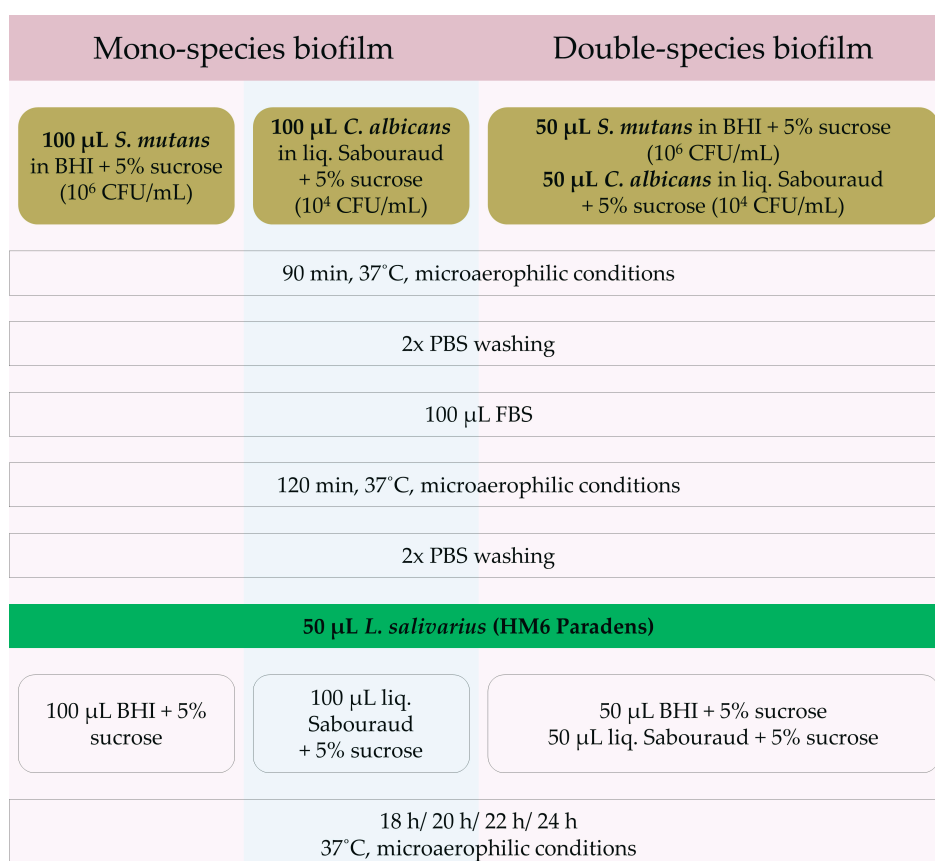 Mono-species biofilm
Double-species biofilm
100 µL S. mutans
in BHI + 5% sucrose
(10⁶ CFU/mL)
100 µL C. albicans
in liq. Sabouraud
+ 5% sucrose
(10⁴ CFU/mL)
50 µL S. mutans in BHI + 5% sucrose
(10⁶ CFU/mL)
50 µL C. albicans in liq. Sabouraud
+ 5% sucrose (10⁴ CFU/mL)
90 min, 37˚C, microaerophilic conditions
2x PBS washing
100 µL FBS
120 min, 37˚C, microaerophilic conditions
2x PBS washing
50 µL L. salivarius (HM6 Paradens)
100 µL BHI + 5%
sucrose
100 µL liq.
Sabouraud
+ 5% sucrose
50 µL BHI + 5% sucrose
50 µL liq. Sabouraud + 5% sucrose
18 h/ 20 h/ 22 h/ 24 h
37˚C, microaerophilic conditions